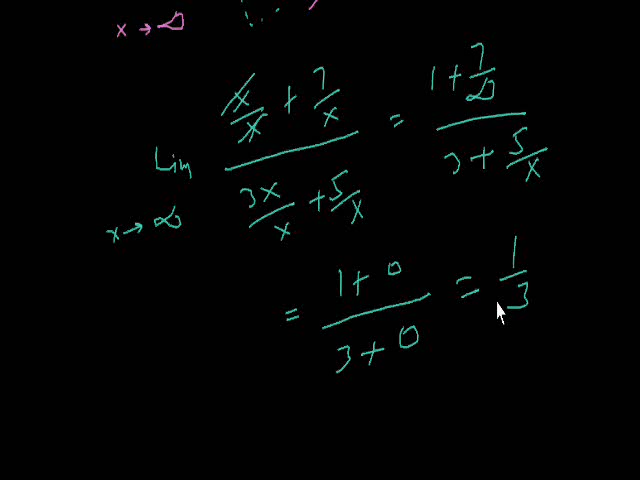 x → ∞
Lim x → ∞ (x/x + 7/x) / (3x/x + 5/x) = (1 + 7/∞) / (3 + 5/x)
= (1 + 0) / (3 + 0) = 1/3